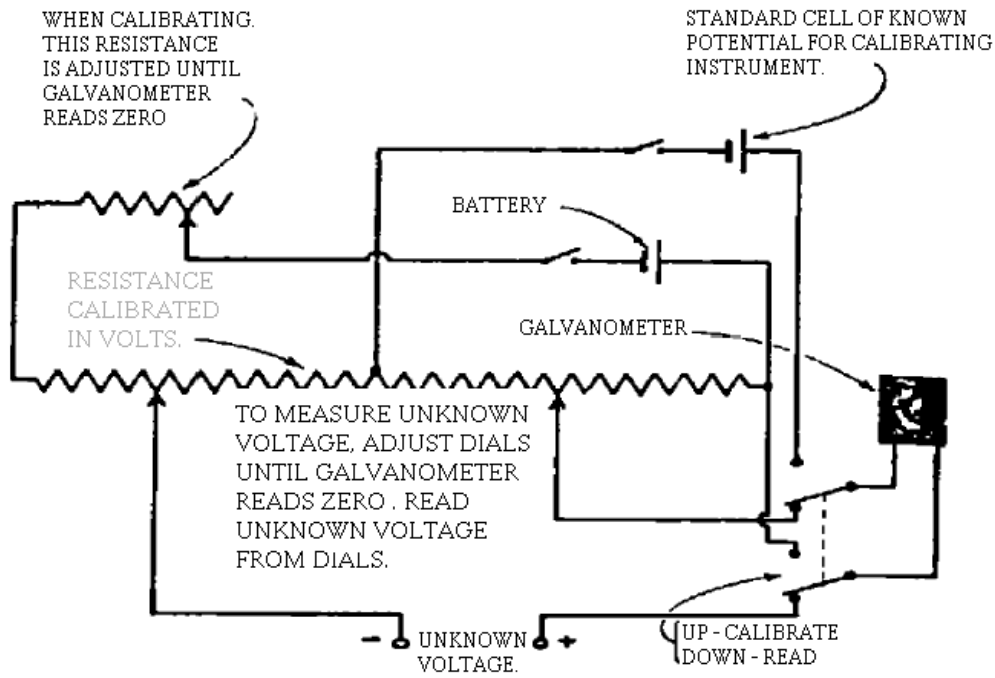 WHEN CALIBRATING.
THIS RESISTANCE
IS ADJUSTED UNTIL
GALVANOMETER
READS ZERO
STANDARD CELL OF KNOWN
POTENTIAL FOR CALIBRATING
INSTRUMENT.
BATTERY
RESISTANCE
CALIBRATED
IN VOLTS.
GALVANOMETER
TO MEASURE UNKNOWN
VOLTAGE, ADJUST DIALS
UNTIL GALVANOMETER
READS ZERO . READ
UNKNOWN VOLTAGE
FROM DIALS.
- UNKNOWN +
VOLTAGE.
UP - CALIBRATE
DOWN - READ